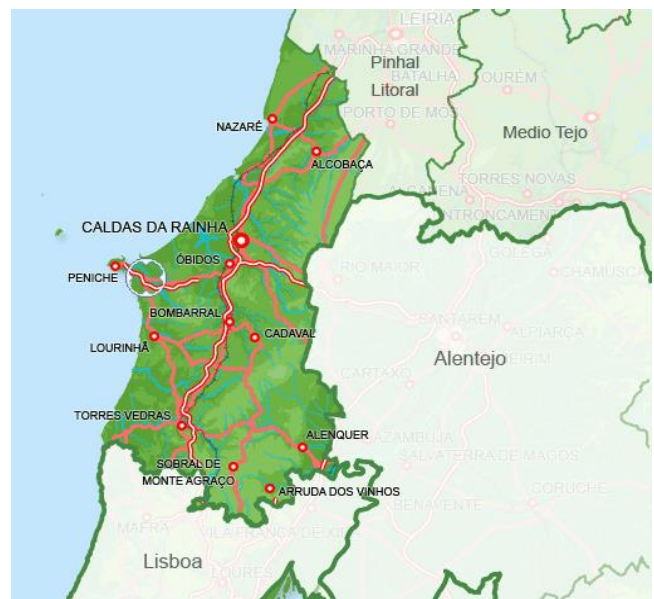 LEIRIA
MARINHA GRANDE
Pinhal
Litoral
BATALHA
OURÉM
PORTO DE MÓS
NAZARÉ
Medio Tejo
ALCOBAÇA
TORRES NOVAS
ENTRONCAMENTO
CALDAS DA RAINHA
GOLEGÃ
ÓBIDOS
PENICHE
RIO MAIOR
CHAMUSCA
BOMBARRAL
SANTARÉM
ALPIARÇA
CADAVAL
LOURINHÃ
Alentejo
CARTAXO
TORRES VEDRAS
ALENQUER
AZAMBUJA
SALVATERRA DE MAGOS
SOBRAL DE
MONTE AGRAÇO
ARRUDA DOS VINHOS
CORUCHE
BENAVENTE
MAFRA
VILA FRANCA DE XIRA
Lisboa
LOURES